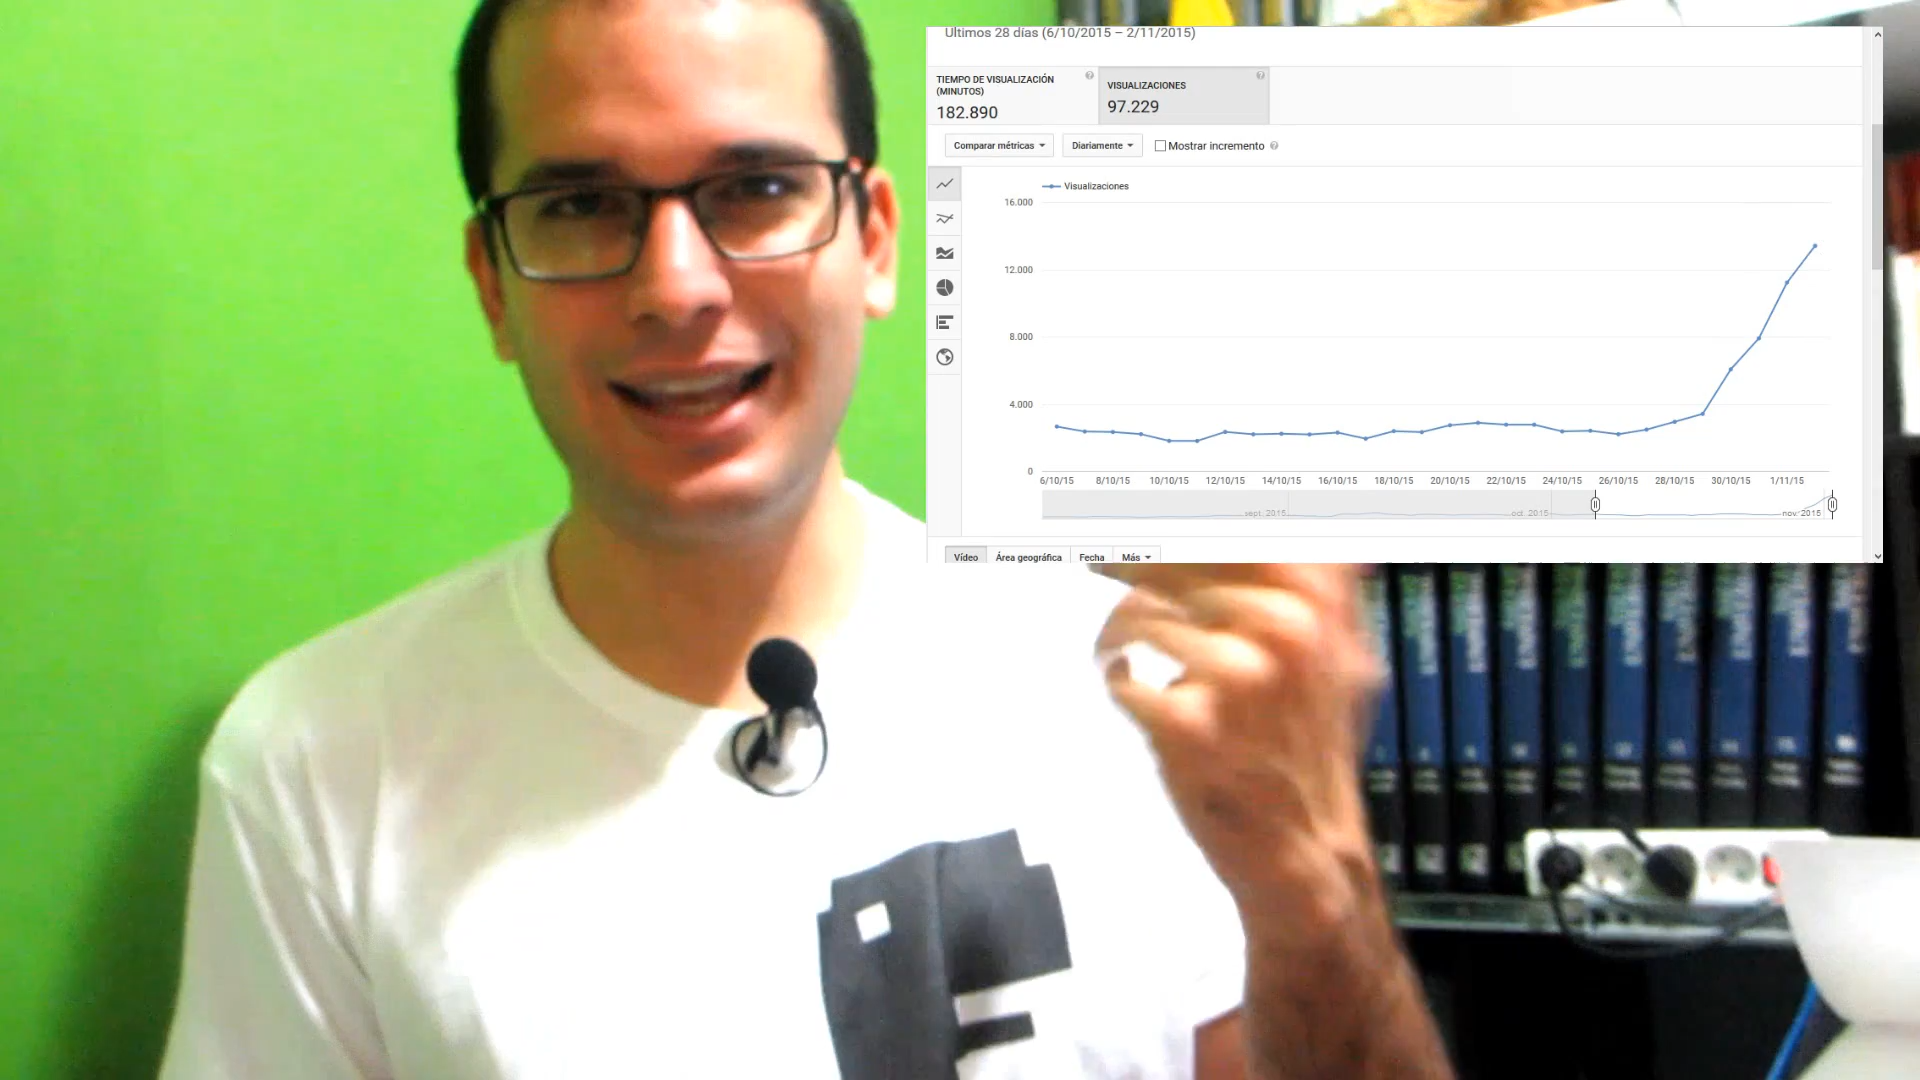 Últimos 28 días (6/10/2015 – 2/11/2015)
TIEMPO DE VISUALIZACIÓN
(MINUTOS)
182.890
VISUALIZACIONES
97.229
Comparar métricas
Diariamente
Mostrar incremento
Visualizaciones
16.000
12.000
8.000
4.000
0
6/10/15 8/10/15 10/10/15 12/10/15 14/10/15 16/10/15 18/10/15 20/10/15 22/10/15 24/10/15 26/10/15 28/10/15 30/10/15 1/11/15
sept. 2015 oct. 2015 nov. 2015
Vídeo Área geográfica Fecha Más